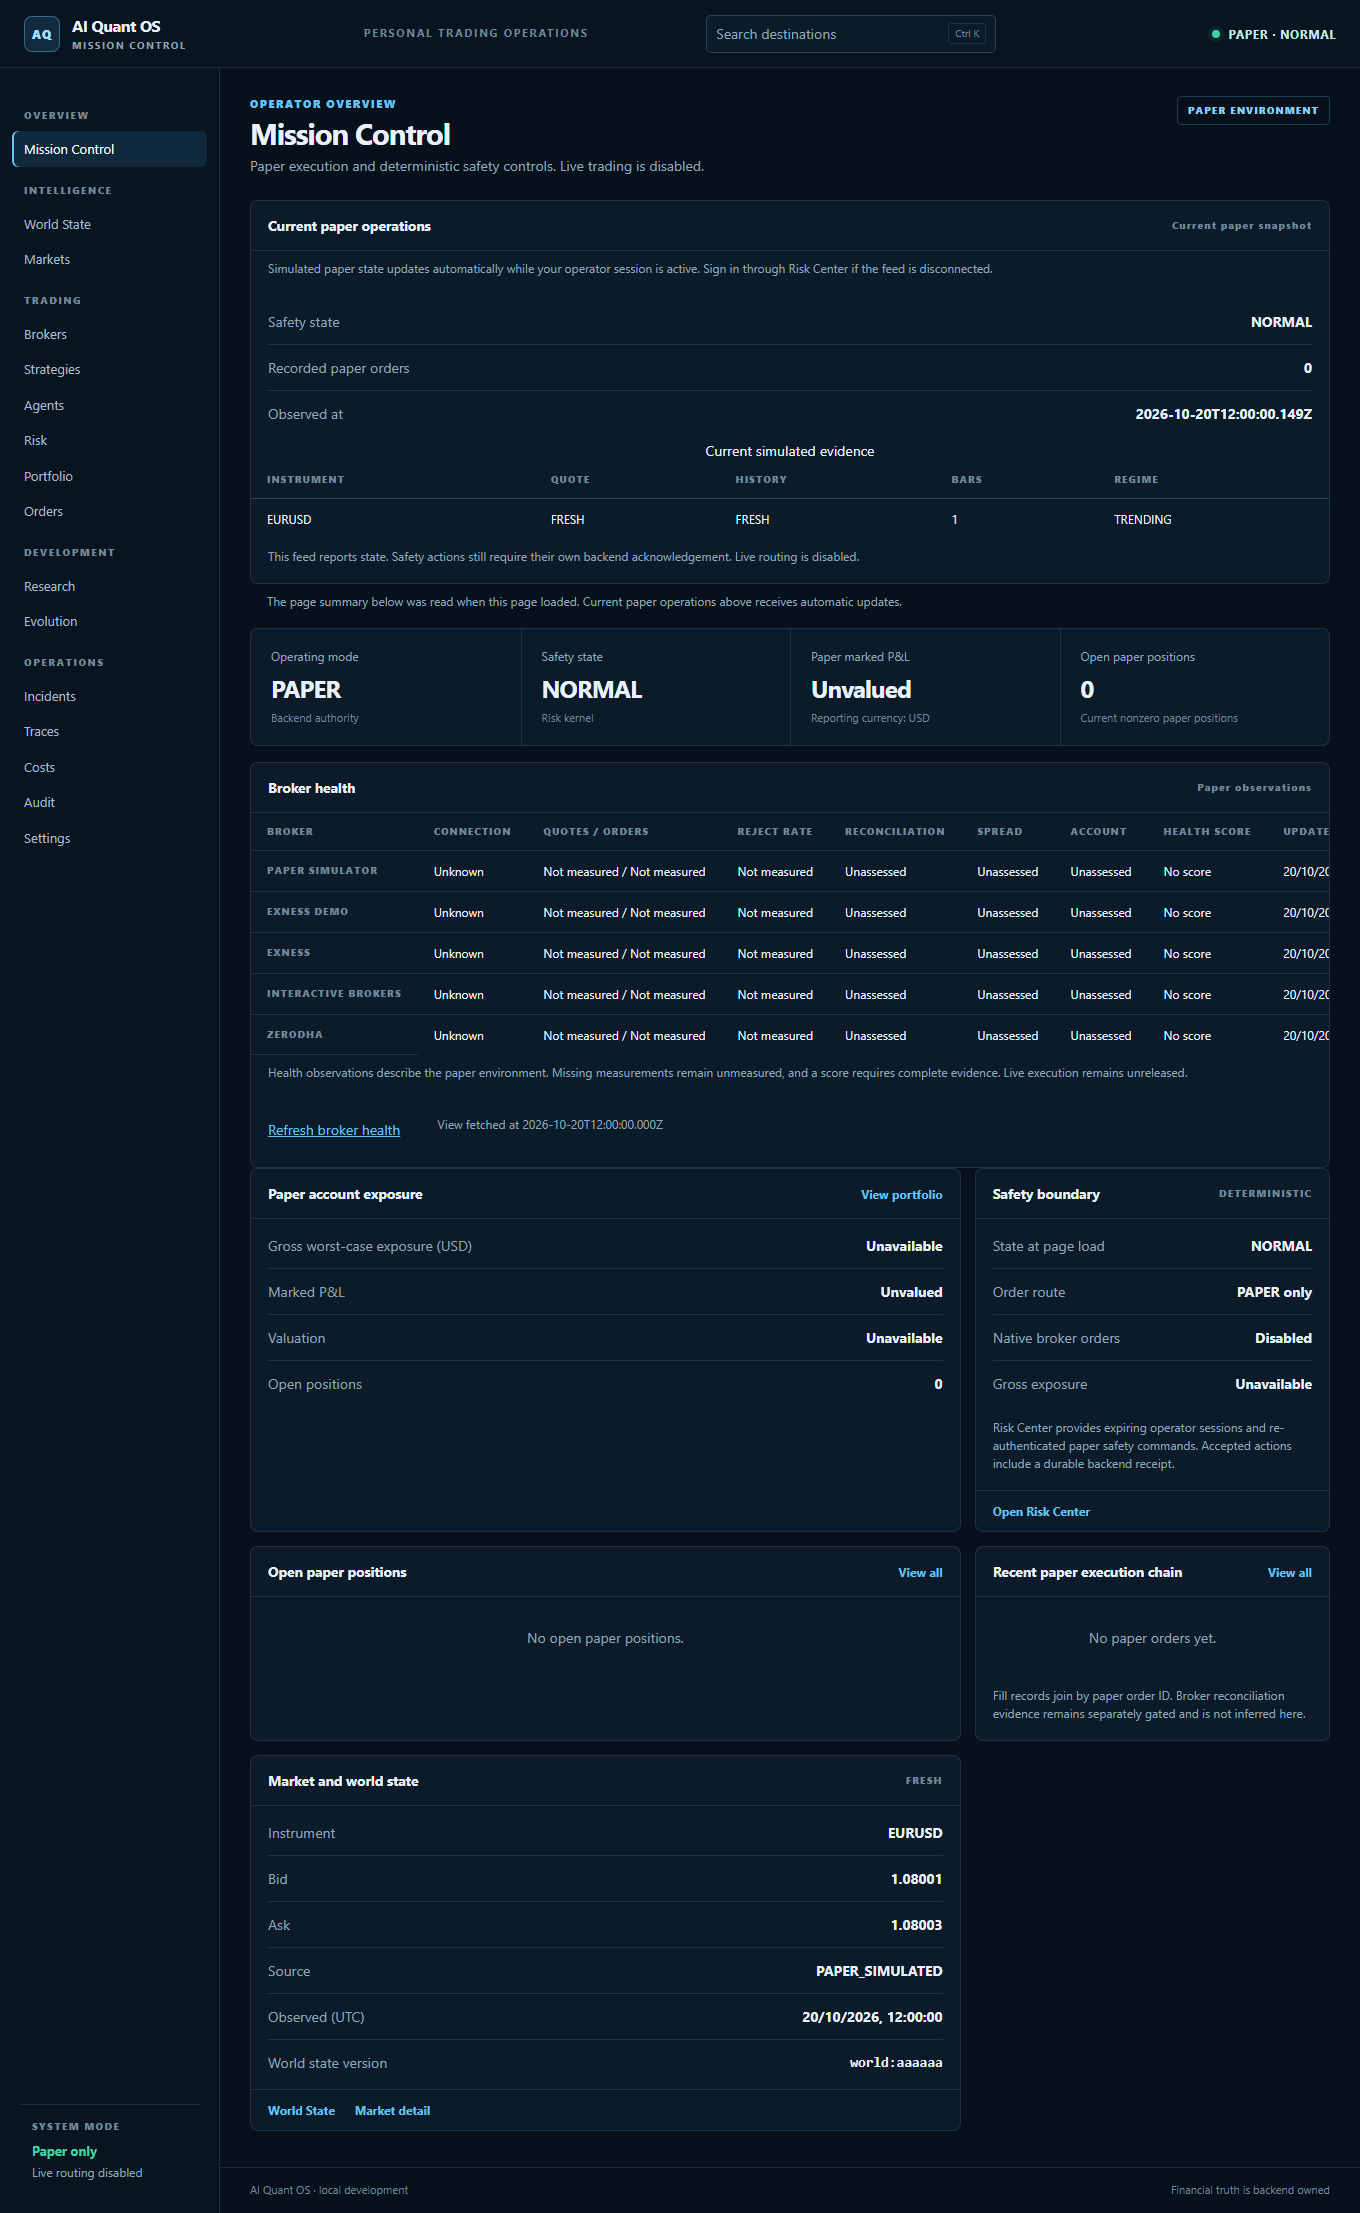 AQ
AI Quant OS
MISSION CONTROL
PERSONAL TRADING OPERATIONS
Search destinations
Ctrl K
PAPER · NORMAL
OVERVIEW
Mission Control
INTELLIGENCE
World State
Markets
TRADING
Brokers
Strategies
Agents
Risk
Portfolio
Orders
DEVELOPMENT
Research
Evolution
OPERATIONS
Incidents
Traces
Costs
Audit
Settings
SYSTEM MODE
Paper only
Live routing disabled
OPERATOR OVERVIEW
Mission Control
Paper execution and deterministic safety controls. Live trading is disabled.
PAPER ENVIRONMENT
Current paper operations
Current paper snapshot
Simulated paper state updates automatically while your operator session is active. Sign in through Risk Center if the feed is disconnected.
Safety state NORMAL
Recorded paper orders 0
Observed at 2026-10-20T12:00:00.149Z
Current simulated evidence
INSTRUMENT QUOTE HISTORY BARS REGIME
EURUSD FRESH FRESH 1 TRENDING
This feed reports state. Safety actions still require their own backend acknowledgement. Live routing is disabled.
The page summary below was read when this page loaded. Current paper operations above receives automatic updates.
Operating mode
PAPER
Backend authority
Safety state
NORMAL
Risk kernel
Paper marked P&L
Unvalued
Reporting currency: USD
Open paper positions
0
Current nonzero paper positions
Broker health
Paper observations
BROKER CONNECTION QUOTES / ORDERS REJECT RATE RECONCILIATION SPREAD ACCOUNT HEALTH SCORE UPDATE
PAPER SIMULATOR Unknown Not measured / Not measured Not measured Unassessed Unassessed Unassessed No score 20/10/20
EXNESS DEMO Unknown Not measured / Not measured Not measured Unassessed Unassessed Unassessed No score 20/10/20
EXNESS Unknown Not measured / Not measured Not measured Unassessed Unassessed Unassessed No score 20/10/20
INTERACTIVE BROKERS Unknown Not measured / Not measured Not measured Unassessed Unassessed Unassessed No score 20/10/20
ZERODHA Unknown Not measured / Not measured Not measured Unassessed Unassessed Unassessed No score 20/10/20
Health observations describe the paper environment. Missing measurements remain unmeasured, and a score requires complete evidence. Live execution remains unreleased.
Refresh broker health
View fetched at 2026-10-20T12:00:00.000Z
Paper account exposure
View portfolio
Gross worst-case exposure (USD) Unavailable
Marked P&L Unvalued
Valuation Unavailable
Open positions 0
Safety boundary
DETERMINISTIC
State at page load NORMAL
Order route PAPER only
Native broker orders Disabled
Gross exposure Unavailable
Risk Center provides expiring operator sessions and re-
authenticated paper safety commands. Accepted actions
include a durable backend receipt.
Open Risk Center
Open paper positions
View all
No open paper positions.
Recent paper execution chain
View all
No paper orders yet.
Fill records join by paper order ID. Broker reconciliation
evidence remains separately gated and is not inferred here.
Market and world state
FRESH
Instrument EURUSD
Bid 1.08001
Ask 1.08003
Source PAPER_SIMULATED
Observed (UTC) 20/10/2026, 12:00:00
World state version world:aaaaaa
World State
Market detail
AI Quant OS · local development
Financial truth is backend owned